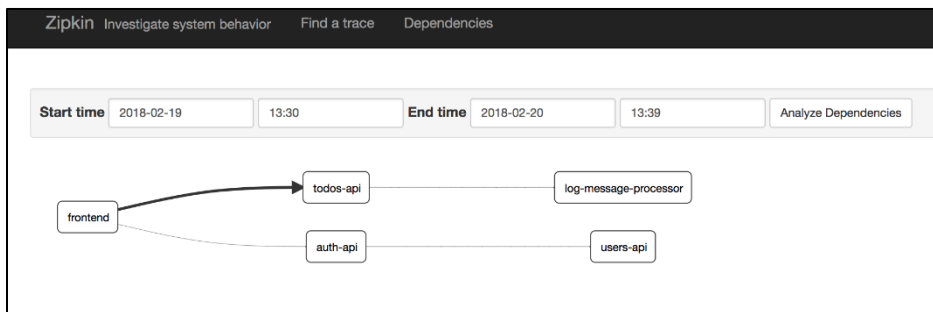 Zipkin Investigate system behavior Find a trace Dependencies
Start time 2018-02-19 13:30 End time 2018-02-20 13:39 Analyze Dependencies
todos-api log-message-processor
frontend
auth-api users-api